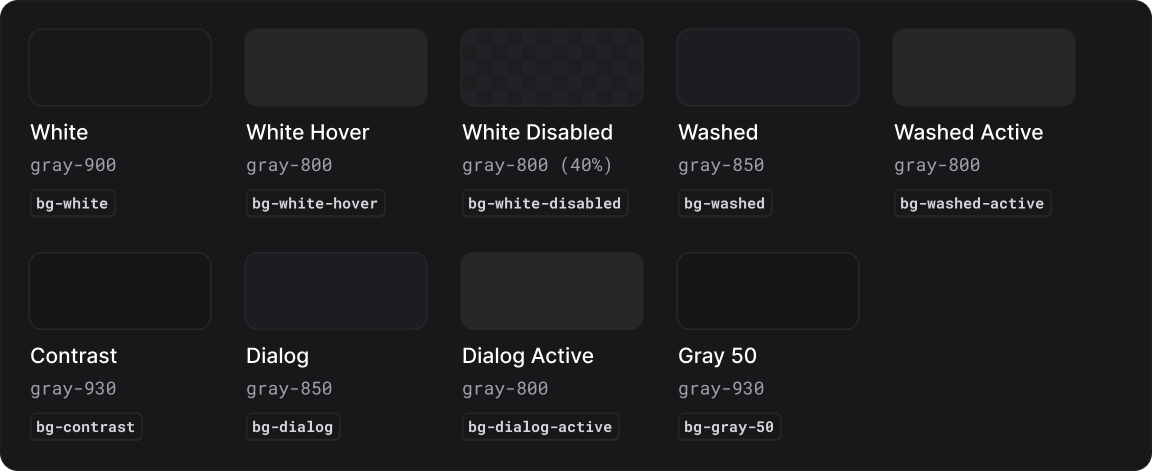 White
gray-900
bg-white
White Hover
gray-800
bg-white-hover
White Disabled
gray-800 (40%)
bg-white-disabled
Washed
gray-850
bg-washed
Washed Active
gray-800
bg-washed-active
Contrast
gray-930
bg-contrast
Dialog
gray-850
bg-dialog
Dialog Active
gray-800
bg-dialog-active
Gray 50
gray-930
bg-gray-50